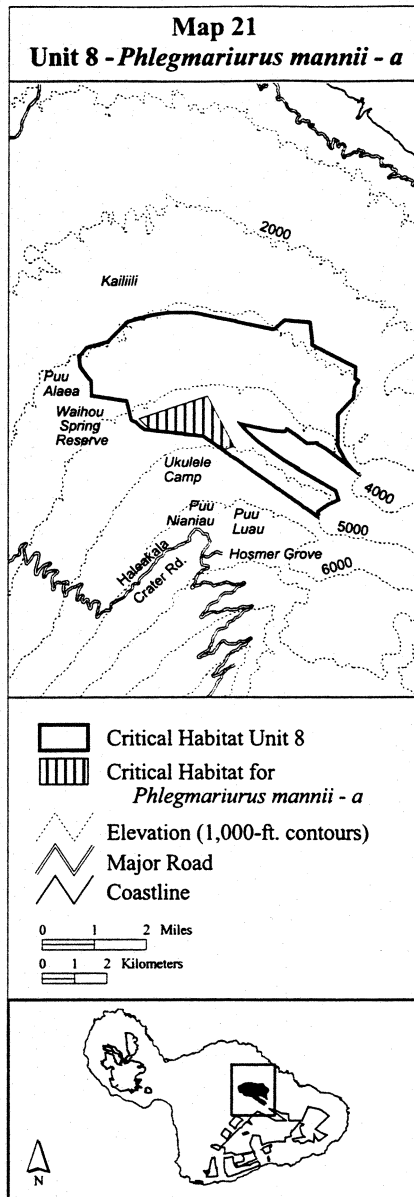 Map 21
Unit 8 - Phlegmariurus mannii - a
2000
Kailiili
Puu
Alaea
Waihou
Spring
Reserve
Ukulele
Camp
4000
Puu
Nianiau
Puu
Luau
5000
Hosmer Grove
6000
Haleakala
Crater Rd.
Critical Habitat Unit 8
Critical Habitat for
Phlegmariurus mannii - a
Elevation (1,000-ft. contours)
Major Road
Coastline
0 1 2 Miles
0 1 2 Kilometers
N